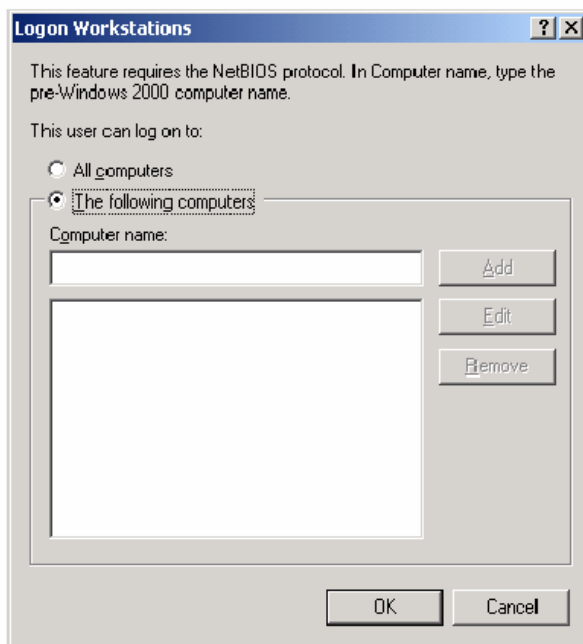 Logon Workstations
This feature requires the NetBIOS protocol. In Computer name, type the
pre-Windows 2000 computer name.
This user can log on to:
All computers
The following computers
Computer name:
Add
Edit
Remove
OK
Cancel